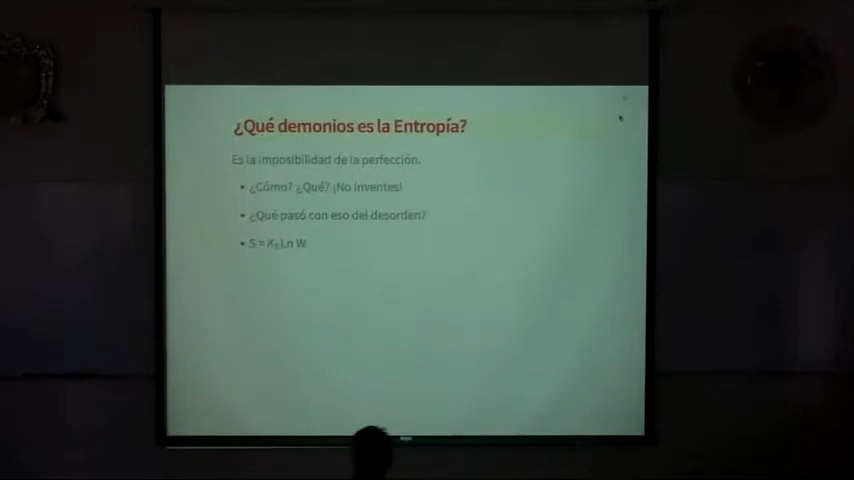 ¿Qué demonios es la Entropía?
Es la imposibilidad de la perfección.
• ¿Cómo? ¿Qué? ¡No inventes!
• ¿Qué pasó con eso del desorden?
• S = K_B Ln W